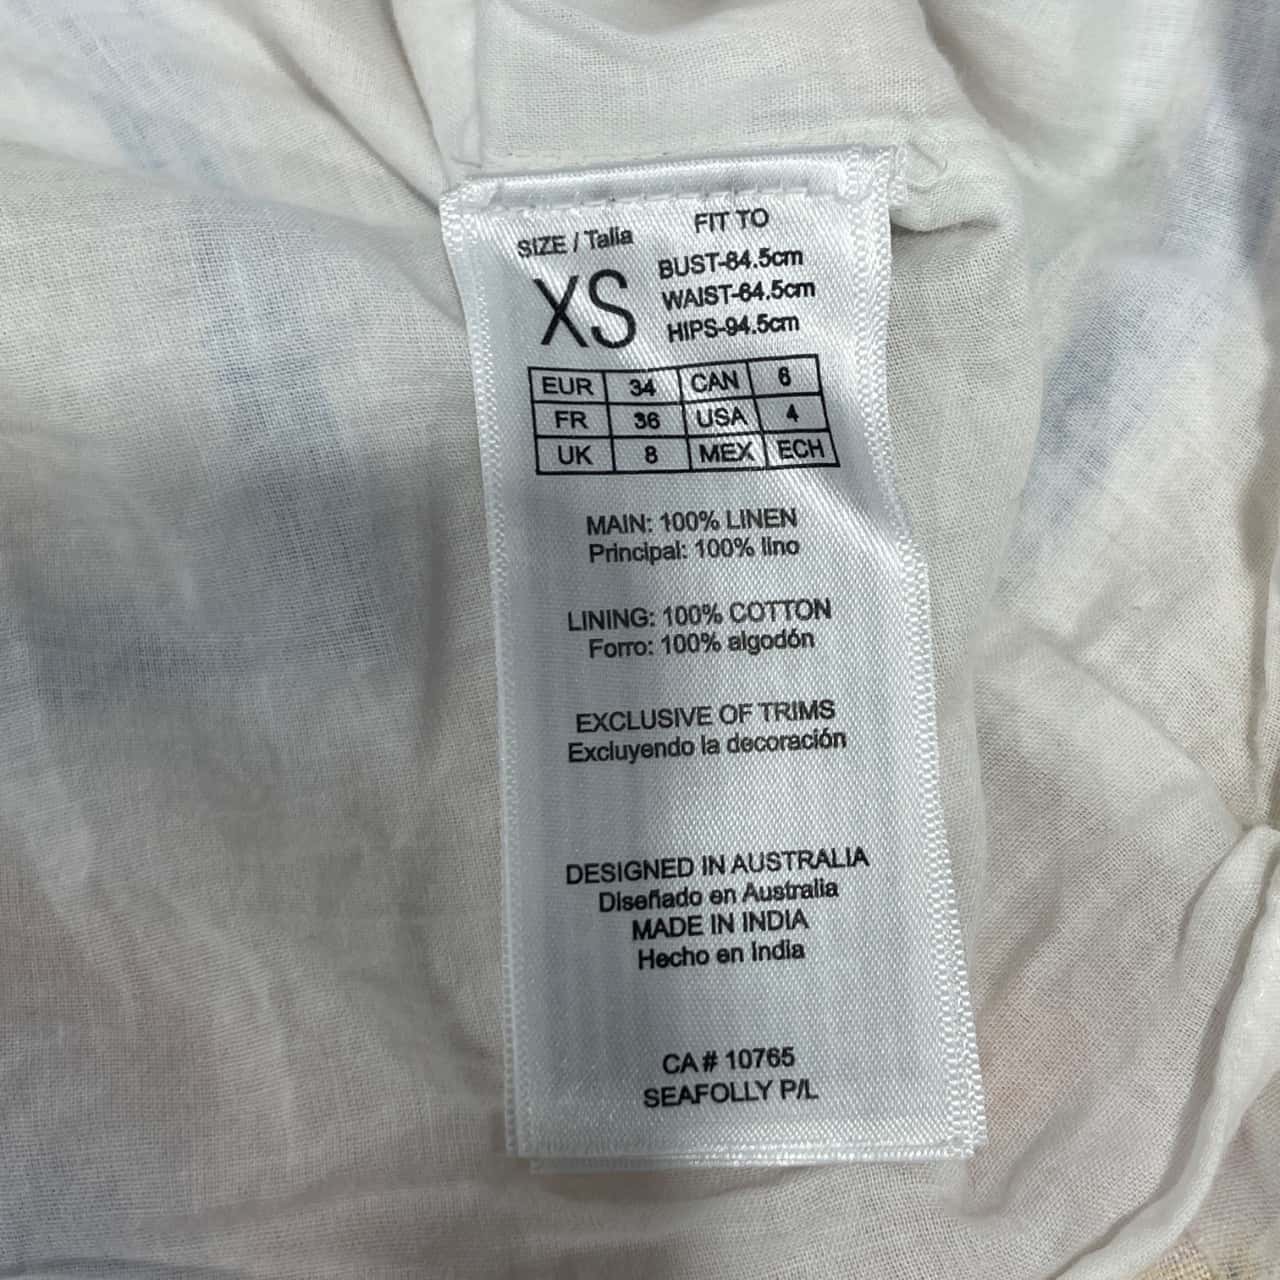 SIZE / Talla
XS
FIT TO
BUST-84.5cm
WAIST-64.5cm
HIPS-94.5cm
EUR 34 CAN 6
FR 36 USA 4
UK 8 MEX ECH
MAIN: 100% LINEN
Principal: 100% lino
LINING: 100% COTTON
Forro: 100% algodón
EXCLUSIVE OF TRIMS
Excluyendo la decoración
DESIGNED IN AUSTRALIA
Diseñado en Australia
MADE IN INDIA
Hecho en India
CA # 10765
SEAFOLLY P/L